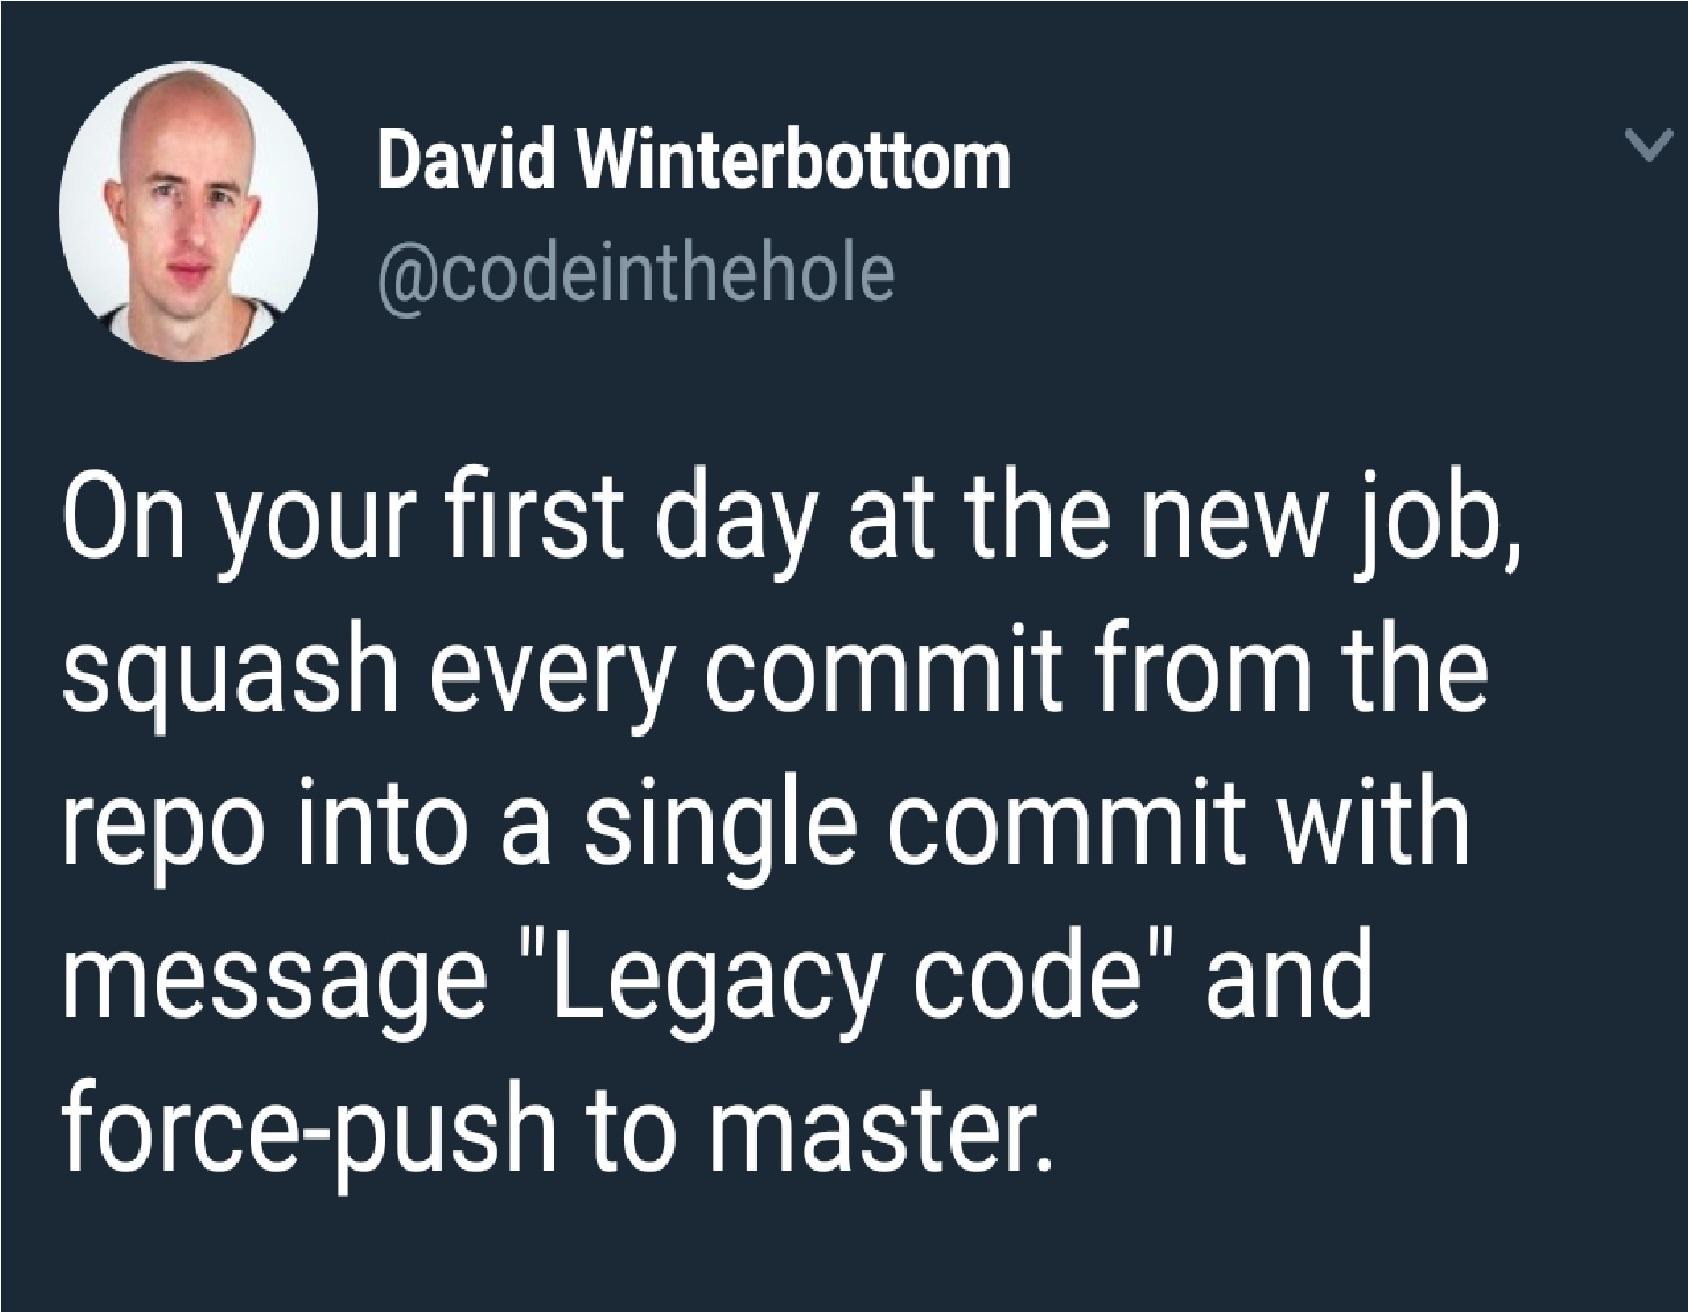 David Winterbottom
@codeinthehole
On your first day at the new job,
squash every commit from the
repo into a single commit with
message "Legacy code" and
force-push to master.